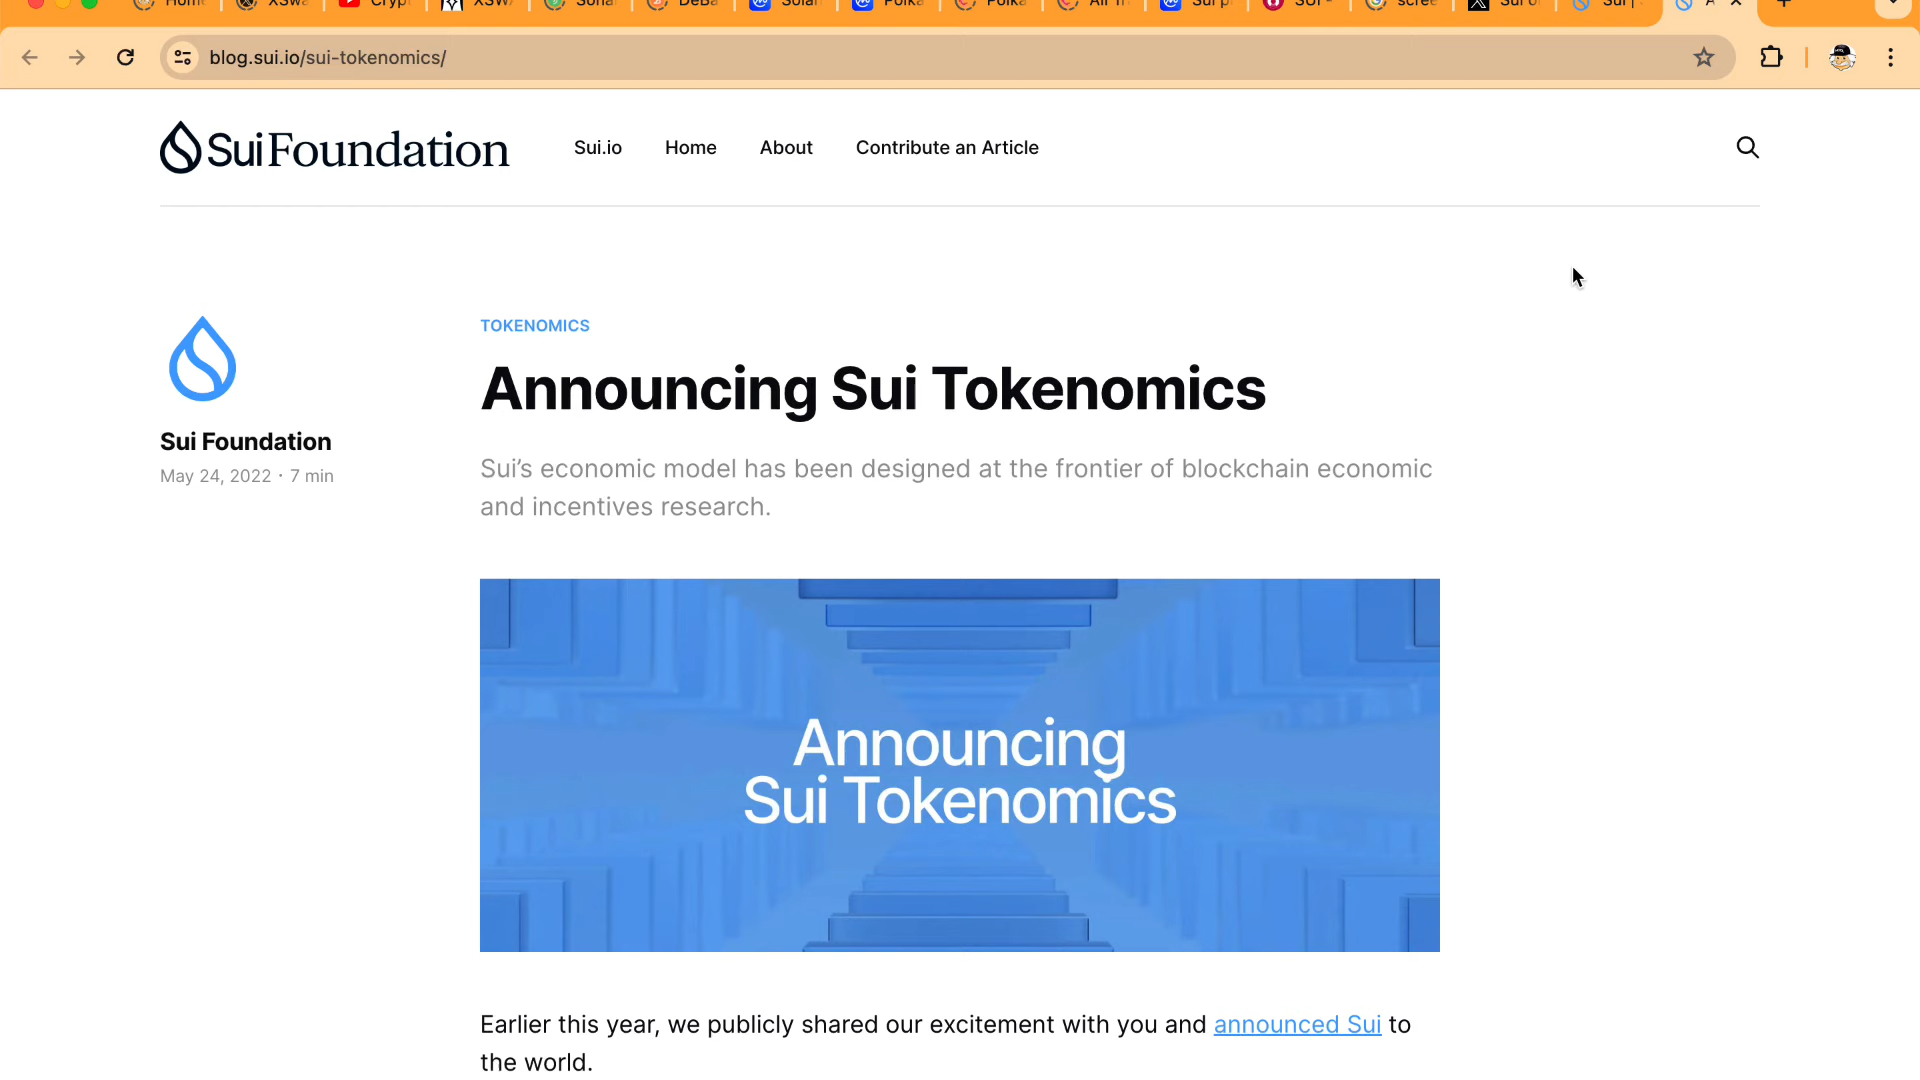 blog.sui.io/sui-tokenomics/
Sui Foundation
Sui.io
Home
About
Contribute an Article
TOKENOMICS
Announcing Sui Tokenomics
Sui Foundation
May 24, 2022 • 7 min
Sui’s economic model has been designed at the frontier of blockchain economic
and incentives research.
Announcing
Sui Tokenomics
Earlier this year, we publicly shared our excitement with you and announced Sui to
the world.